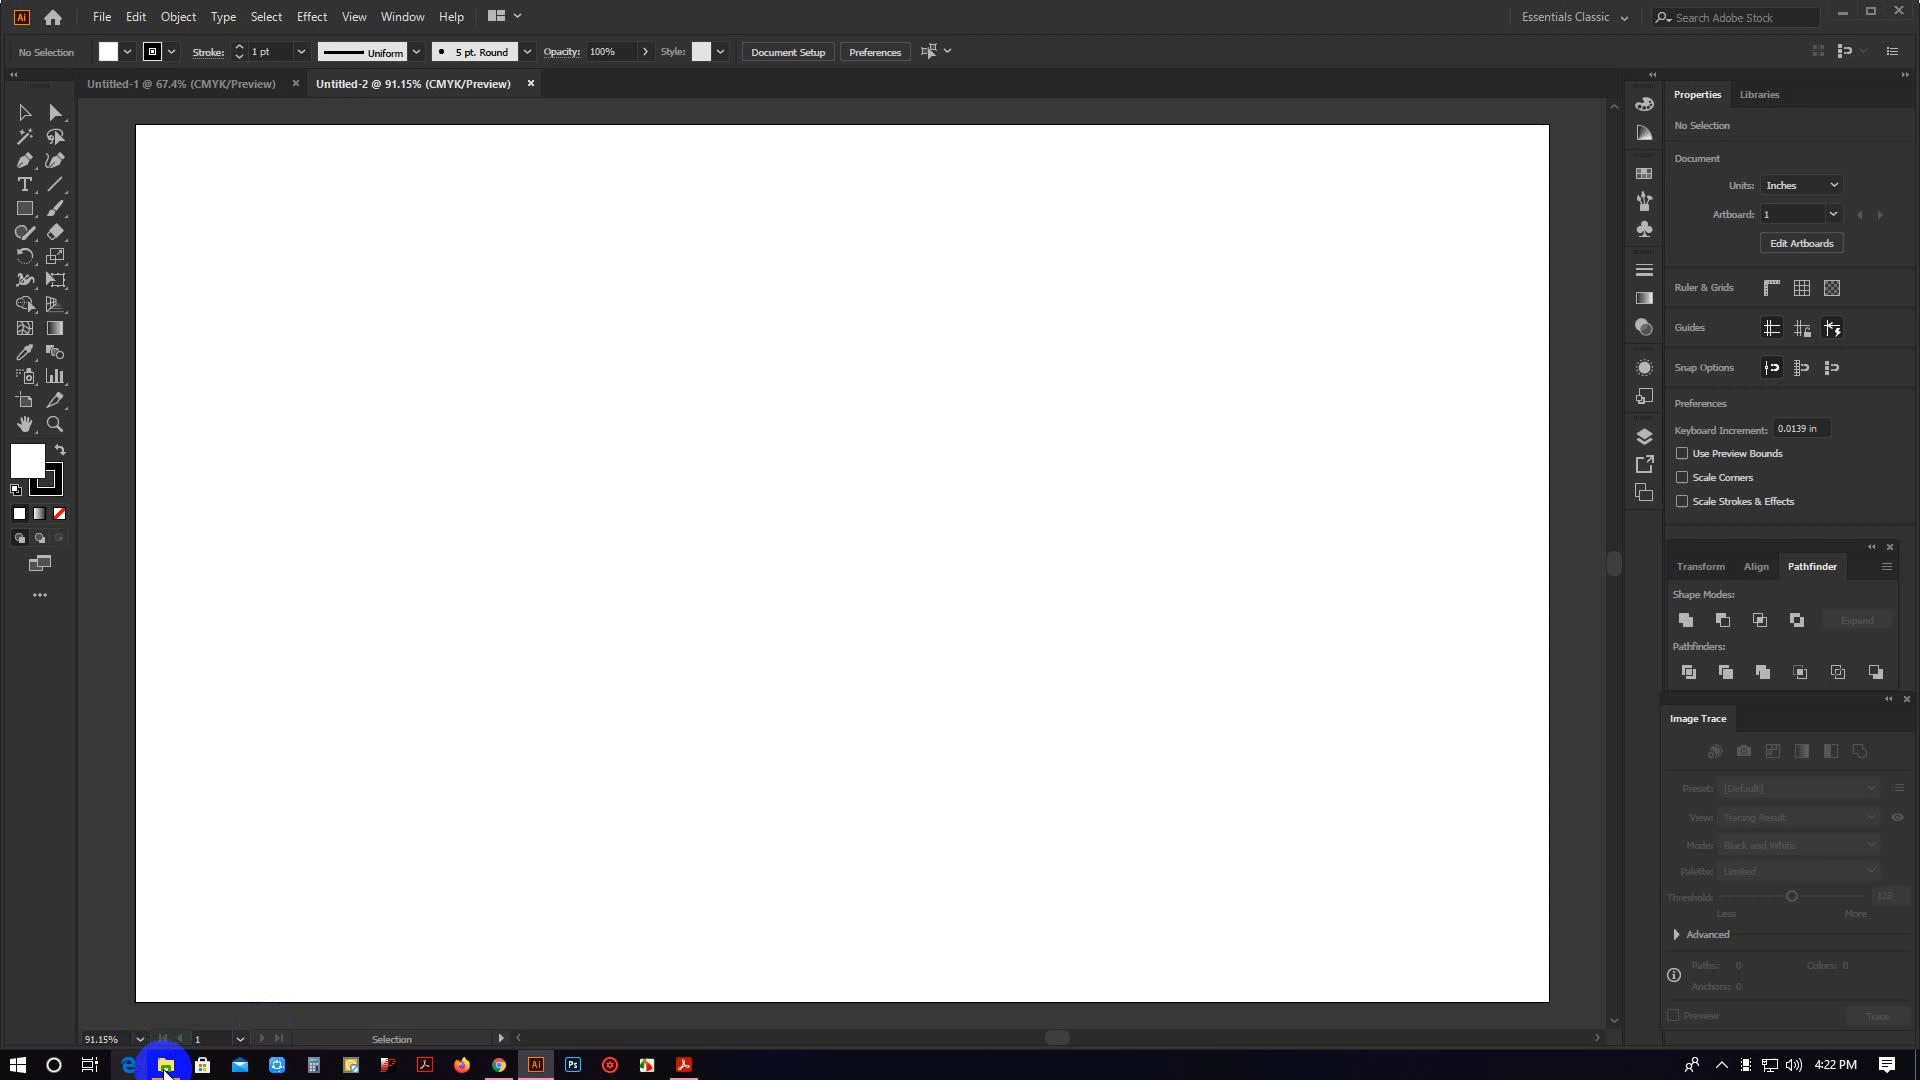 Ai File Edit Object Type Select Effect View Window Help Essentials Classic Search Adobe Stock
No Selection Stroke: 1 pt Uniform 5 pt. Round Opacity: 100% Style: Document Setup Preferences
Untitled-1 @ 67.4% (CMYK/Preview) × Untitled-2 @ 91.15% (CMYK/Preview) ×
Properties Libraries
No Selection
Document
Units: Inches
Artboard: 1
Edit Artboards
Ruler & Grids
Guides
Snap Options
Preferences
Keyboard Increment: 0.0139 in
Use Preview Bounds
Scale Corners
Scale Strokes & Effects
Transform Align Pathfinder
Shape Modes:
Expand
Pathfinders:
Image Trace
Preset: [Default]
View: Tracing Result
Mode: Black and White
Palette: Limited
Threshold: 128
Less More
Advanced
Paths: 0 Colors: 0
Anchors: 0
Preview Trace
91.15% 1 Selection
Ai Ps 4:22 PM